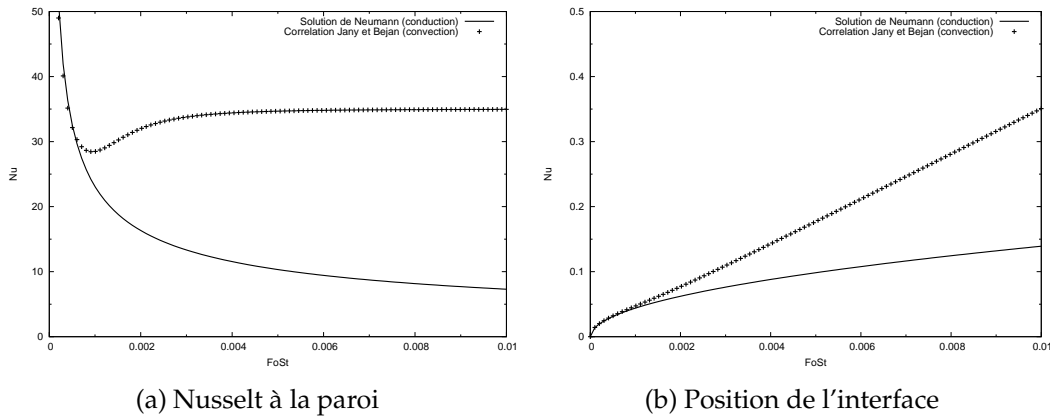 Solution de Neumann (conduction)
Correlation Jany et Bejan (convection)
50
40
30
20
10
0
Nu
0
0.002
0.004
0.006
0.008
0.01
FoSt
(a) Nusselt à la paroi
Solution de Neumann (conduction)
Correlation Jany et Bejan (convection)
0.5
0.4
0.3
0.2
0.1
0
Nu
0
0.002
0.004
0.006
0.008
0.01
FoSt
(b) Position de l'interface